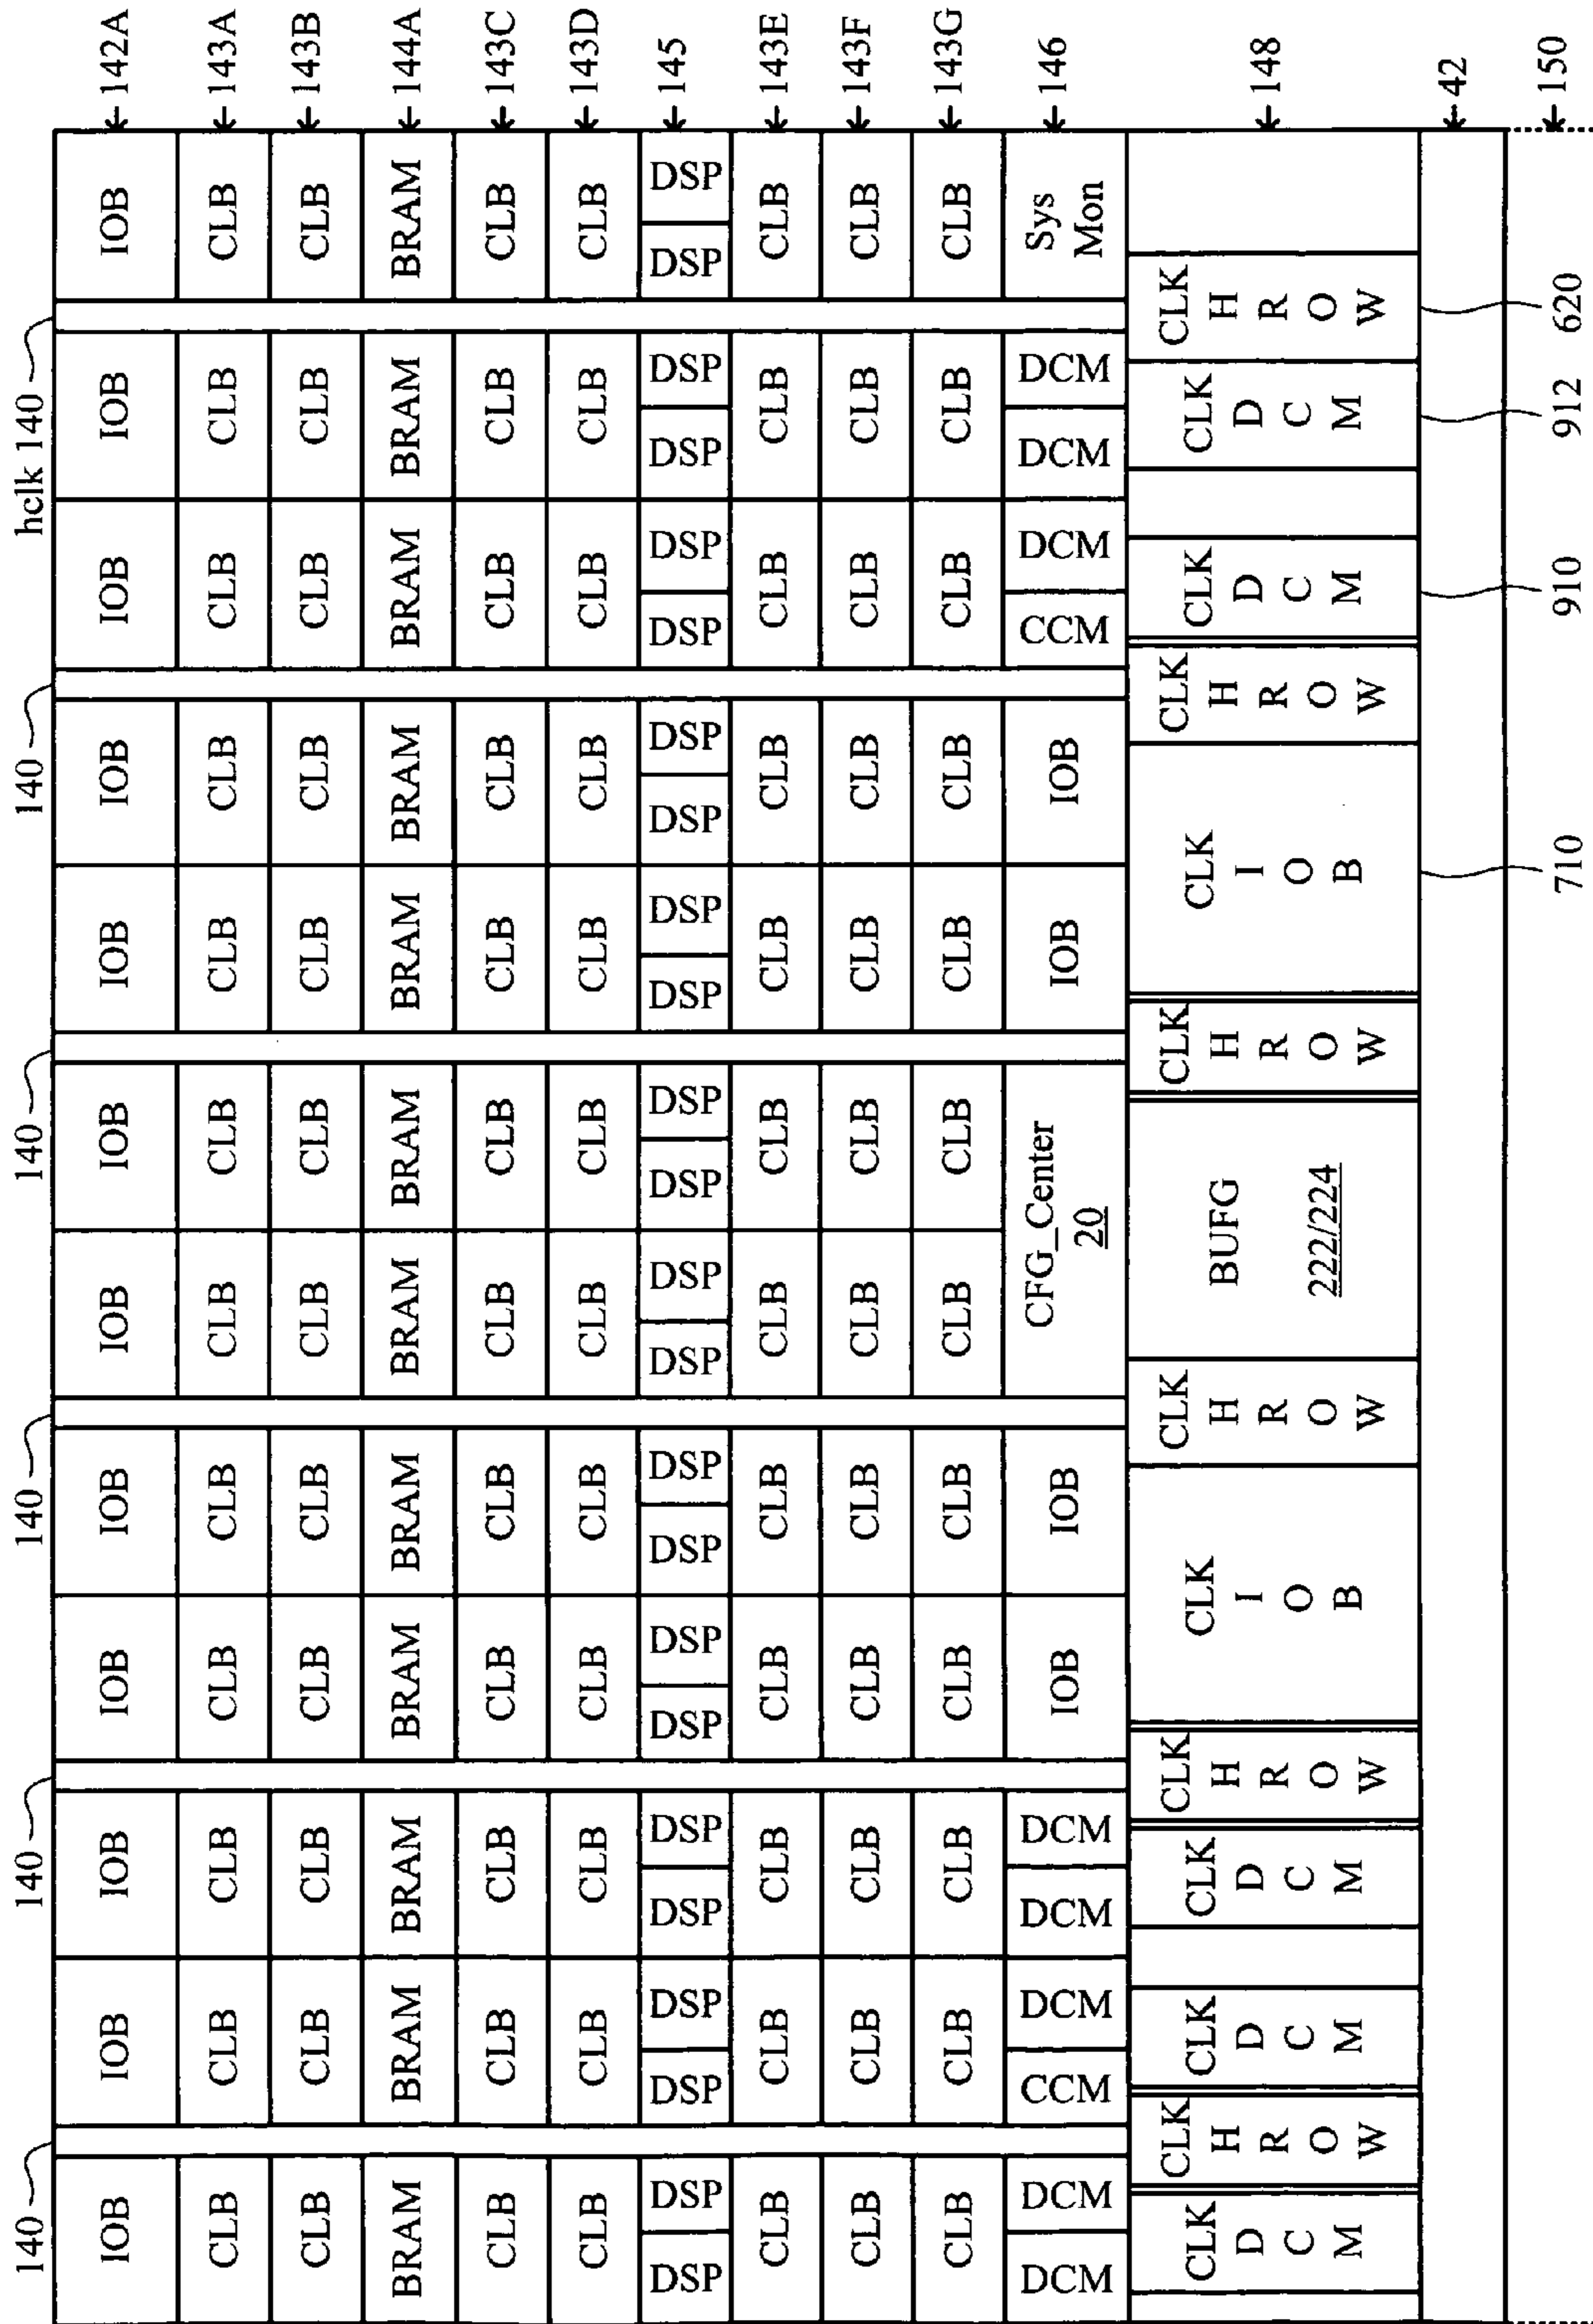 140 140 140 140 140 hclk 140
IOB IOB IOB IOB IOB IOB IOB IOB IOB IOB IOB IOB 142A
CLB CLB CLB CLB CLB CLB CLB CLB CLB CLB CLB CLB 143A
CLB CLB CLB CLB CLB CLB CLB CLB CLB CLB CLB CLB 143B
BRAM BRAM BRAM BRAM BRAM BRAM BRAM BRAM BRAM BRAM BRAM BRAM 144A
CLB CLB CLB CLB CLB CLB CLB CLB CLB CLB CLB CLB 143C
CLB CLB CLB CLB CLB CLB CLB CLB CLB CLB CLB CLB 143D
DSP DSP DSP DSP DSP DSP DSP DSP DSP DSP DSP DSP DSP DSP DSP DSP DSP DSP DSP DSP DSP DSP DSP DSP 145
CLB CLB CLB CLB CLB CLB CLB CLB CLB CLB CLB CLB 143E
CLB CLB CLB CLB CLB CLB CLB CLB CLB CLB CLB CLB 143F
CLB CLB CLB CLB CLB CLB CLB CLB CLB CLB CLB CLB 143G
DCM DCM CCM DCM DCM DCM IOB IOB CFG_Center IOB IOB CCM DCM DCM DCM Sys 146
20 Mon
CLK CLK CLK CLK CLK CLK CLK CLK CLK CLK CLK CLK CLK
D H D D H I H BUFG H I H D D H 148
C R C C R O R R O R C C R
M O M M O B O 222/224 O B O M M O
W W W W W W
42
710 910 912 620
150